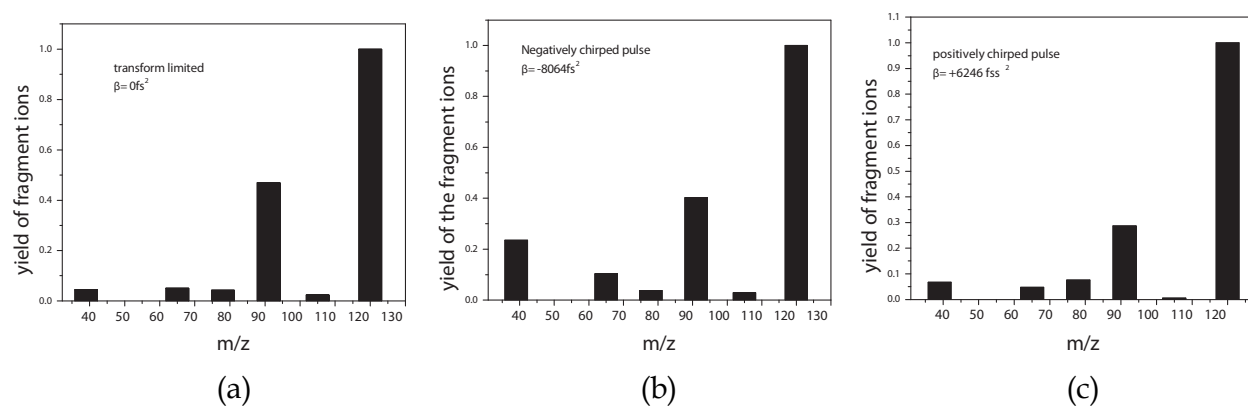 transform limited
β= 0fs²
yield of fragment ions
1.0
0.8
0.6
0.4
0.2
0.0
40 50 60 70 80 90 100 110 120 130
m/z
(a)
Negatively chirped pulse
β= -8064fs²
yield of the fragment ions
1.0
0.8
0.6
0.4
0.2
0.0
40 50 60 70 80 90 100 110 120 130
m/z
(b)
positively chirped pulse
β= +6246 fss ²
yield of fragment ions
1.1
1.0
0.9
0.8
0.7
0.6
0.5
0.4
0.3
0.2
0.1
0.0
40 50 60 70 80 90 100 110 120
m/z
(c)